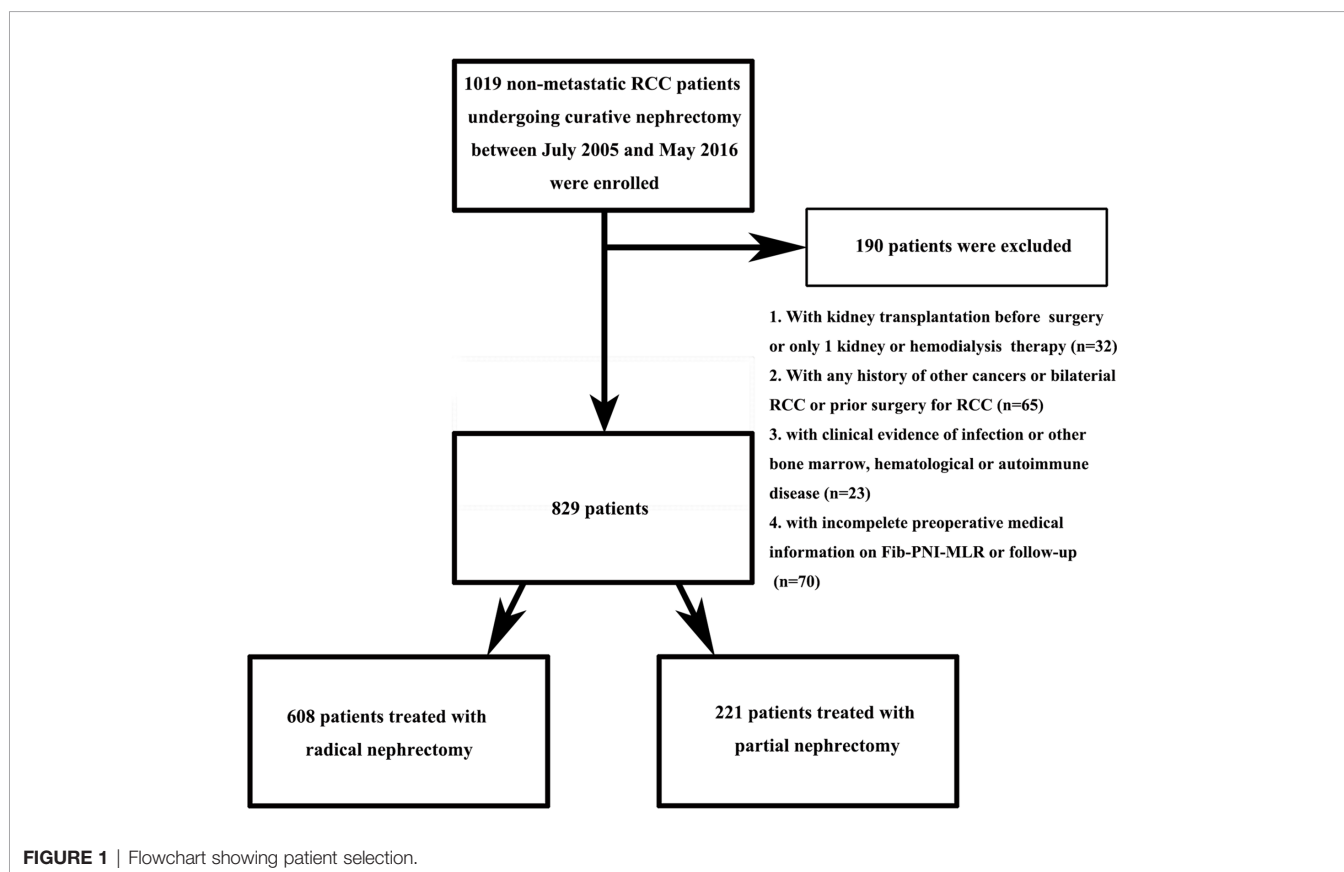 1019 non-metastatic RCC patients
undergoing curative nephrectomy
between July 2005 and May 2016
were enrolled
190 patients were excluded
1. With kidney transplantation before surgery
or only 1 kidney or hemodialysis therapy (n=32)
2. With any history of other cancers or bilaterial
RCC or prior surgery for RCC (n=65)
3. with clinical evidence of infection or other
bone marrow, hematological or autoimmune
disease (n=23)
4. with incompelete preoperative medical
information on Fib-PNI-MLR or follow-up
(n=70)
829 patients
608 patients treated with
radical nephrectomy
221 patients treated with
partial nephrectomy
FIGURE 1 | Flowchart showing patient selection.